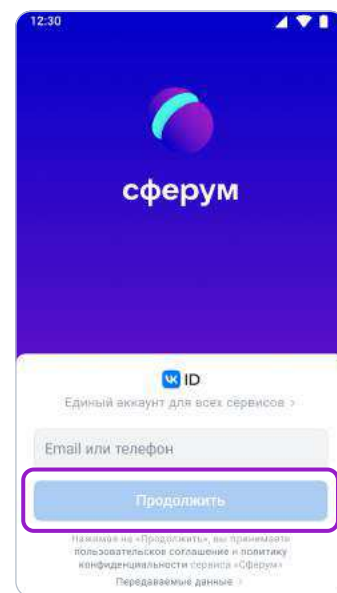 12:30
сферум
VK ID
Единый аккаунт для всех сервисов >
Email или телефон
Продолжить
Нажимая на «Продолжить», вы принимаете
пользовательское соглашение и политику
конфиденциальности сервиса «Сферум»
Передаваемые данные >